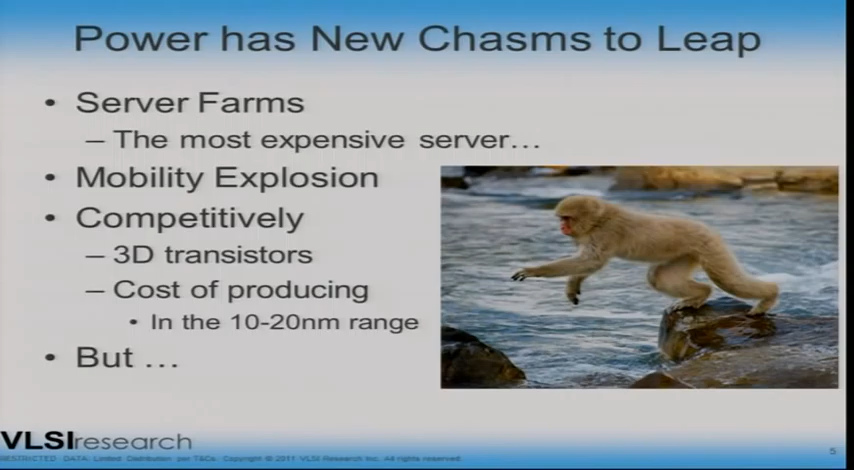 Power has New Chasms to Leap
• Server Farms
– The most expensive server…
• Mobility Explosion
• Competitively
– 3D transistors
– Cost of producing
• In the 10-20nm range
• But …
VLSIresearch
RESTRICTED DATA: Limited Distribution per T&Cs. Copyright © 2011 VLSI Research Inc. All rights reserved.
5